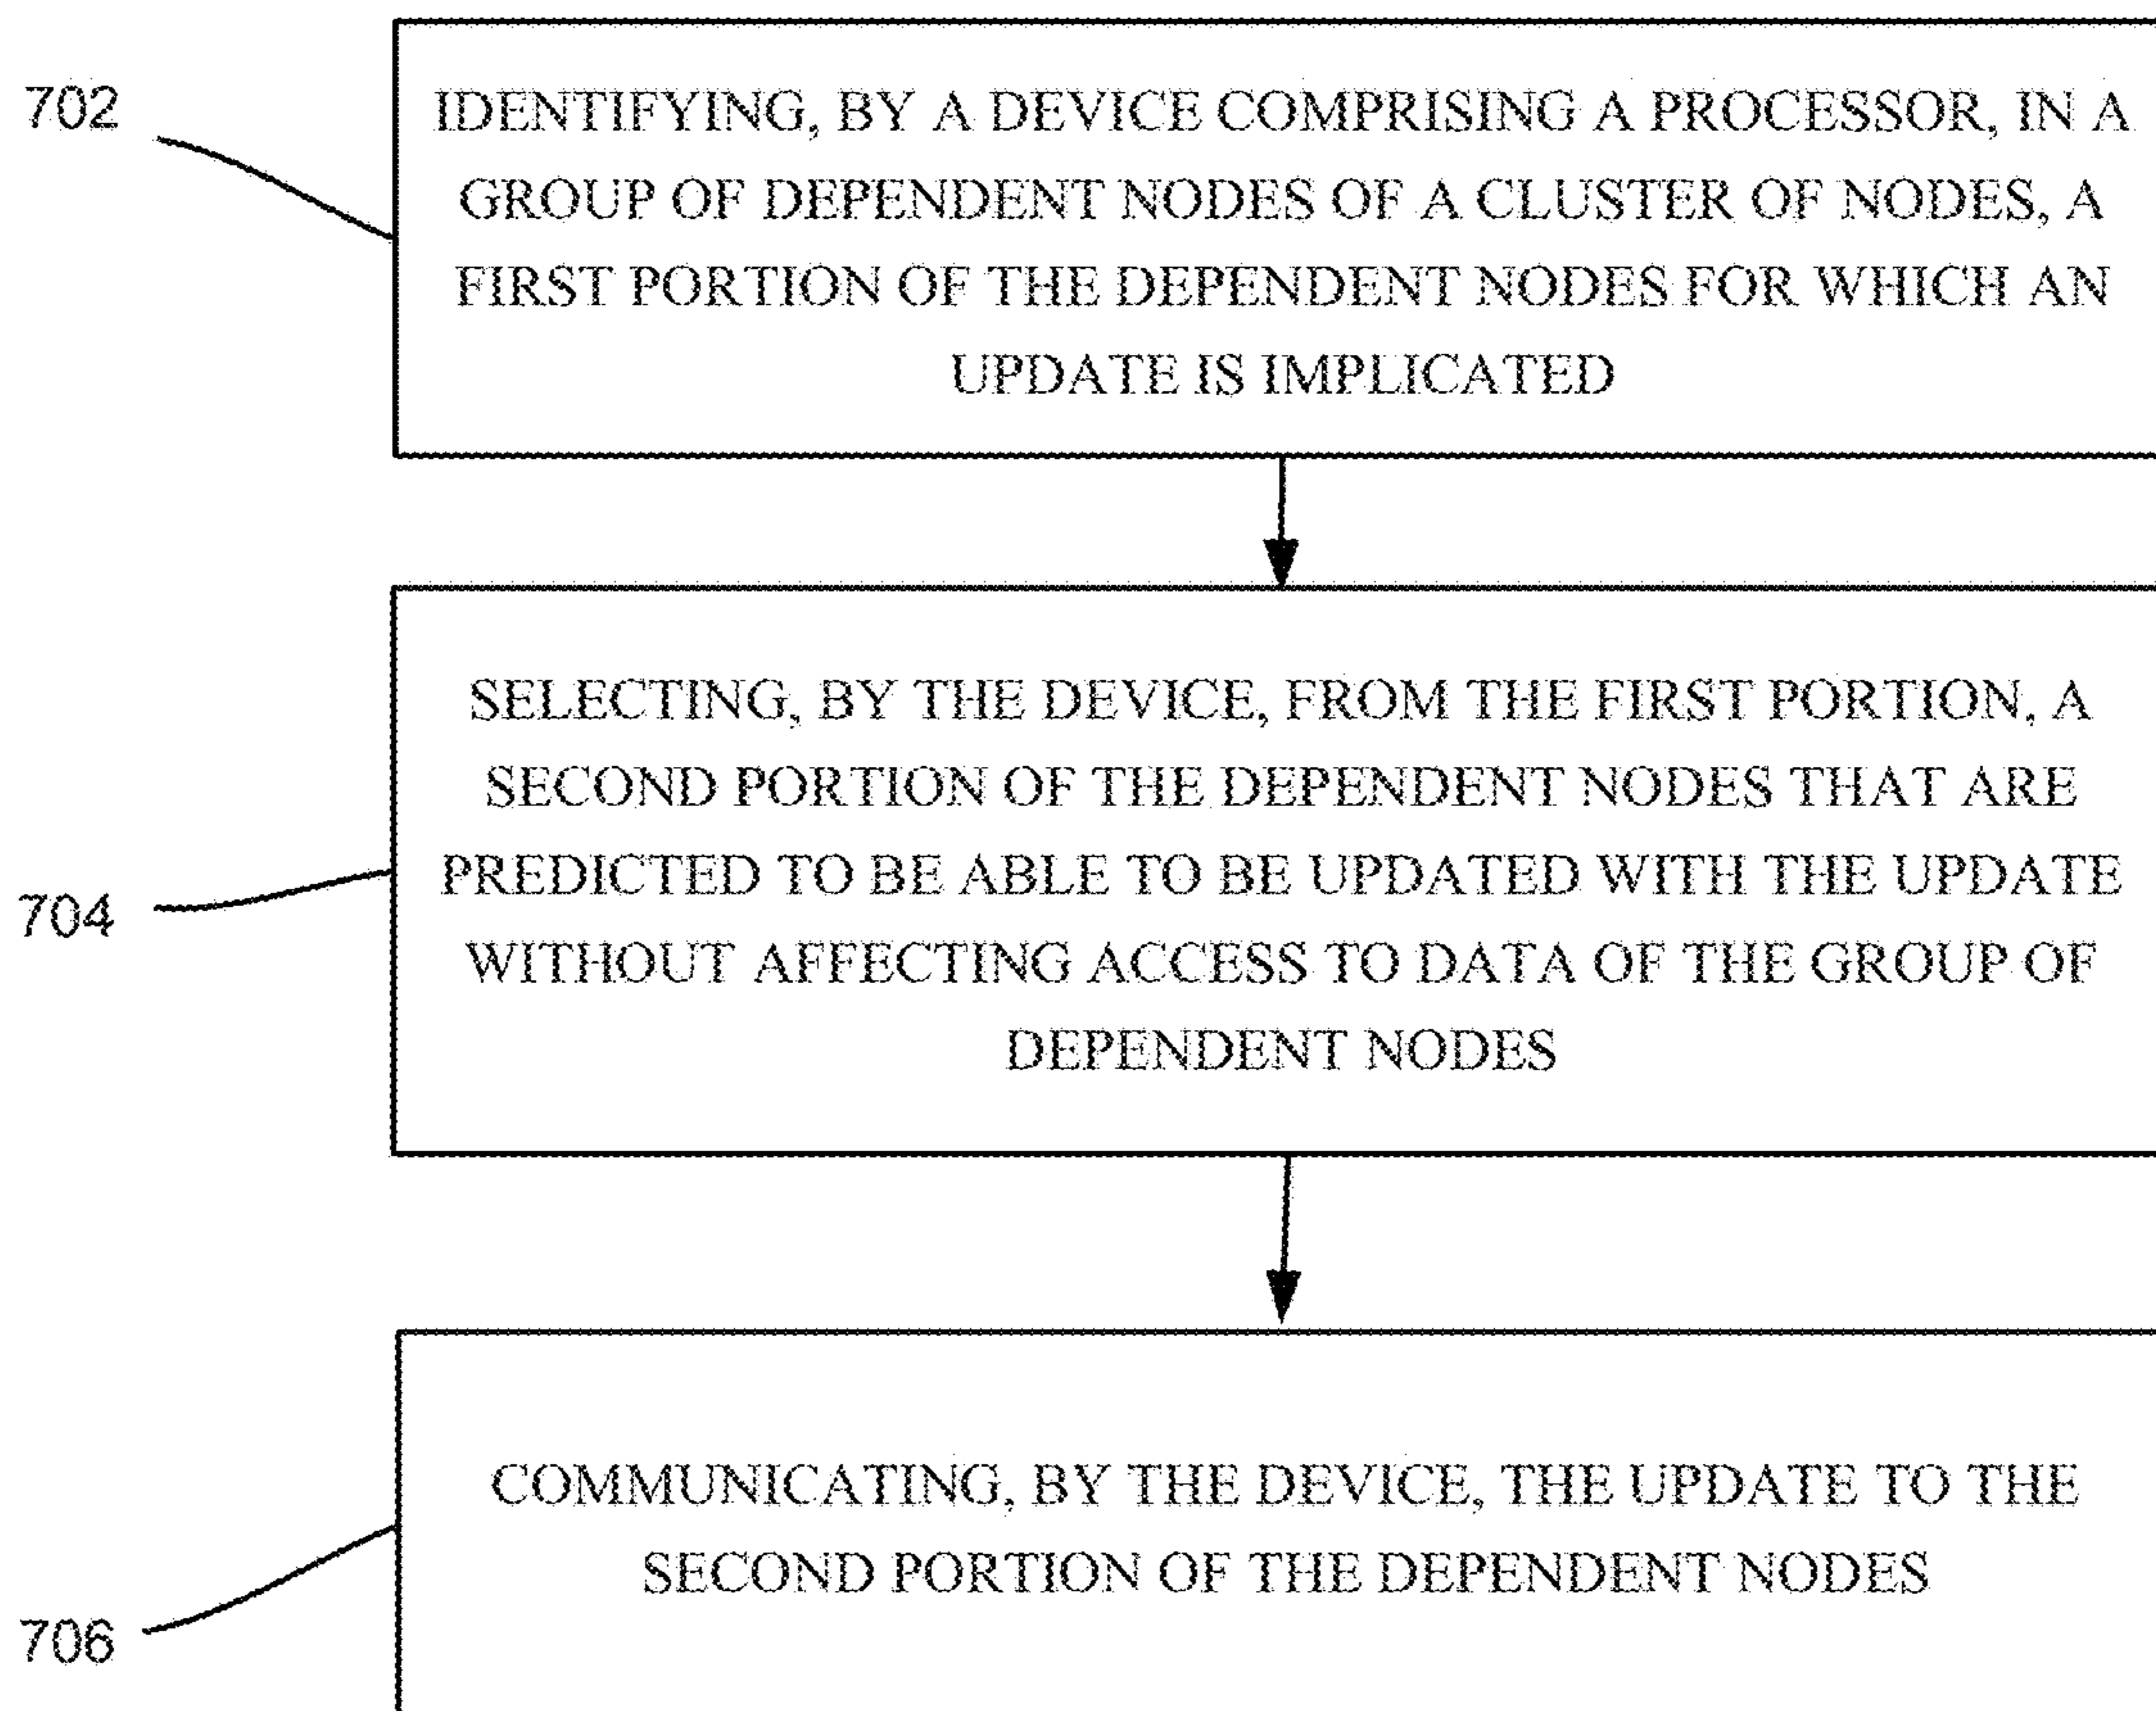 702
IDENTIFYING, BY A DEVICE COMPRISING A PROCESSOR, IN A
GROUP OF DEPENDENT NODES OF A CLUSTER OF NODES, A
FIRST PORTION OF THE DEPENDENT NODES FOR WHICH AN
UPDATE IS IMPLICATED
704
SELECTING, BY THE DEVICE, FROM THE FIRST PORTION, A
SECOND PORTION OF THE DEPENDENT NODES THAT ARE
PREDICTED TO BE ABLE TO BE UPDATED WITH THE UPDATE
WITHOUT AFFECTING ACCESS TO DATA OF THE GROUP OF
DEPENDENT NODES
706
COMMUNICATING, BY THE DEVICE, THE UPDATE TO THE
SECOND PORTION OF THE DEPENDENT NODES